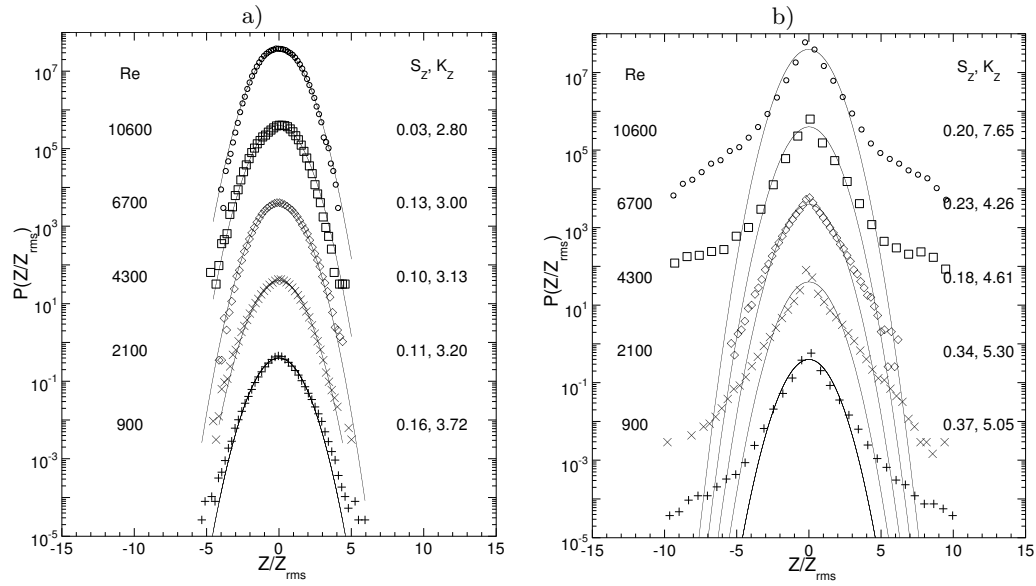 a)
P(Z/Z_rms)
10^7
10^5
10^3
10^1
10^-1
10^-3
10^-5
Re S_z, K_z
10600 0.03, 2.80
6700 0.13, 3.00
4300 0.10, 3.13
2100 0.11, 3.20
900 0.16, 3.72
-15 -10 -5 0 5 10 15
Z/Z_rms
b)
P(Z/Z_rms)
10^7
10^5
10^3
10^1
10^-1
10^-3
10^-5
Re S_z, K_z
10600 0.20, 7.65
6700 0.23, 4.26
4300 0.18, 4.61
2100 0.34, 5.30
900 0.37, 5.05
-15 -10 -5 0 5 10 15
Z/Z_rms